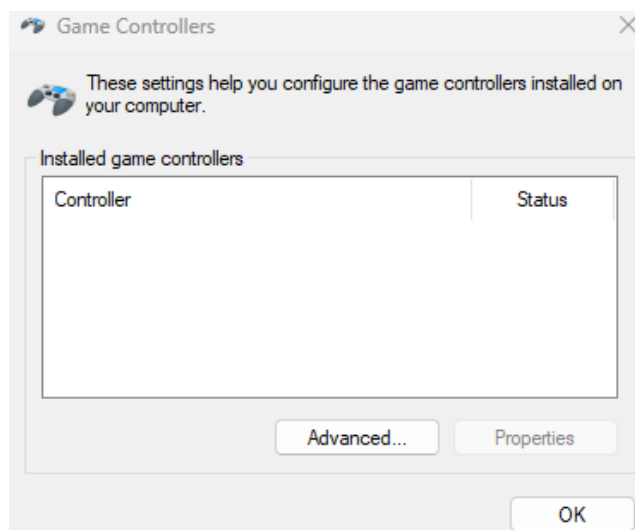 Game Controllers
These settings help you configure the game controllers installed on
your computer.
Installed game controllers
Controller Status
Advanced... Properties
OK